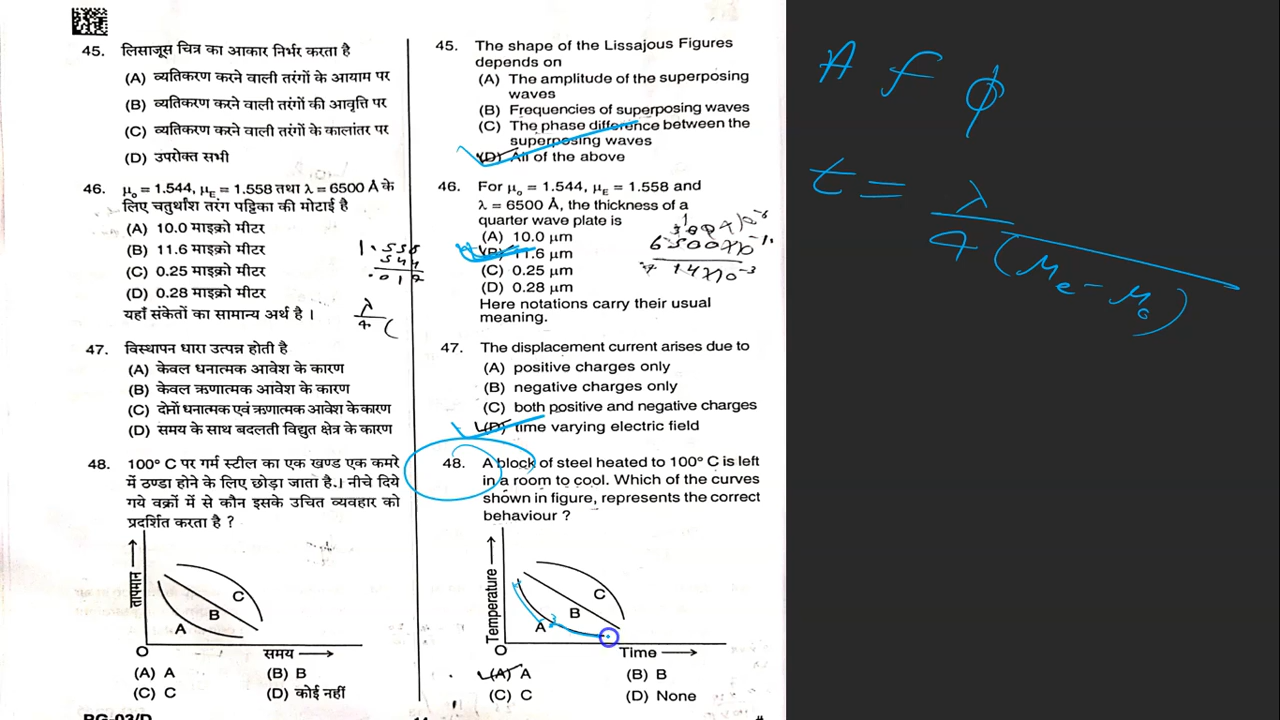 45. लिसाजूस चित्र का आकार निर्भर करता है
(A) व्यतिकरण करने वाली तरंगों के आयाम पर
(B) व्यतिकरण करने वाली तरंगों की आवृत्ति पर
(C) व्यतिकरण करने वाली तरंगों के कालांतर पर
(D) उपरोक्त सभी
46. μo = 1.544, μE = 1.558 तथा λ = 6500 Å के
लिए चतुर्थांश तरंग पट्टिका की मोटाई है
(A) 10.0 माइक्रो मीटर
(B) 11.6 माइक्रो मीटर
(C) 0.25 माइक्रो मीटर
(D) 0.28 माइक्रो मीटर
यहाँ संकेतों का सामान्य अर्थ है ।
47. विस्थापन धारा उत्पन्न होती है
(A) केवल धनात्मक आवेश के कारण
(B) केवल ऋणात्मक आवेश के कारण
(C) दोनों धनात्मक एवं ऋणात्मक आवेश के कारण
(D) समय के साथ बदलती विद्युत क्षेत्र के कारण
48. 100° C पर गर्म स्टील का एक खण्ड एक कमरे
में ठण्डा होने के लिए छोड़ा जाता है । नीचे दिये
गये वक्रों में से कौन इसके उचित व्यवहार को
प्रदर्शित करता है ?
तापमान
A
B
C
O
समय
(A) A (B) B
(C) C (D) कोई नहीं
45. The shape of the Lissajous Figures
depends on
(A) The amplitude of the superposing
waves
(B) Frequencies of superposing waves
(C) The phase difference between the
superposing waves
(D) All of the above
46. For μo = 1.544, μE = 1.558 and
λ = 6500 Å, the thickness of a
quarter wave plate is
(A) 10.0 μm
(B) 11.6 μm
(C) 0.25 μm
(D) 0.28 μm
Here notations carry their usual
meaning.
47. The displacement current arises due to
(A) positive charges only
(B) negative charges only
(C) both positive and negative charges
(D) time varying electric field
48. A block of steel heated to 100° C is left
in a room to cool. Which of the curves
shown in figure, represents the correct
behaviour ?
Temperature
A
B
C
O
Time
(A) A (B) B
(C) C (D) None
A f ϕ
t = λ
4 (μe - μo)